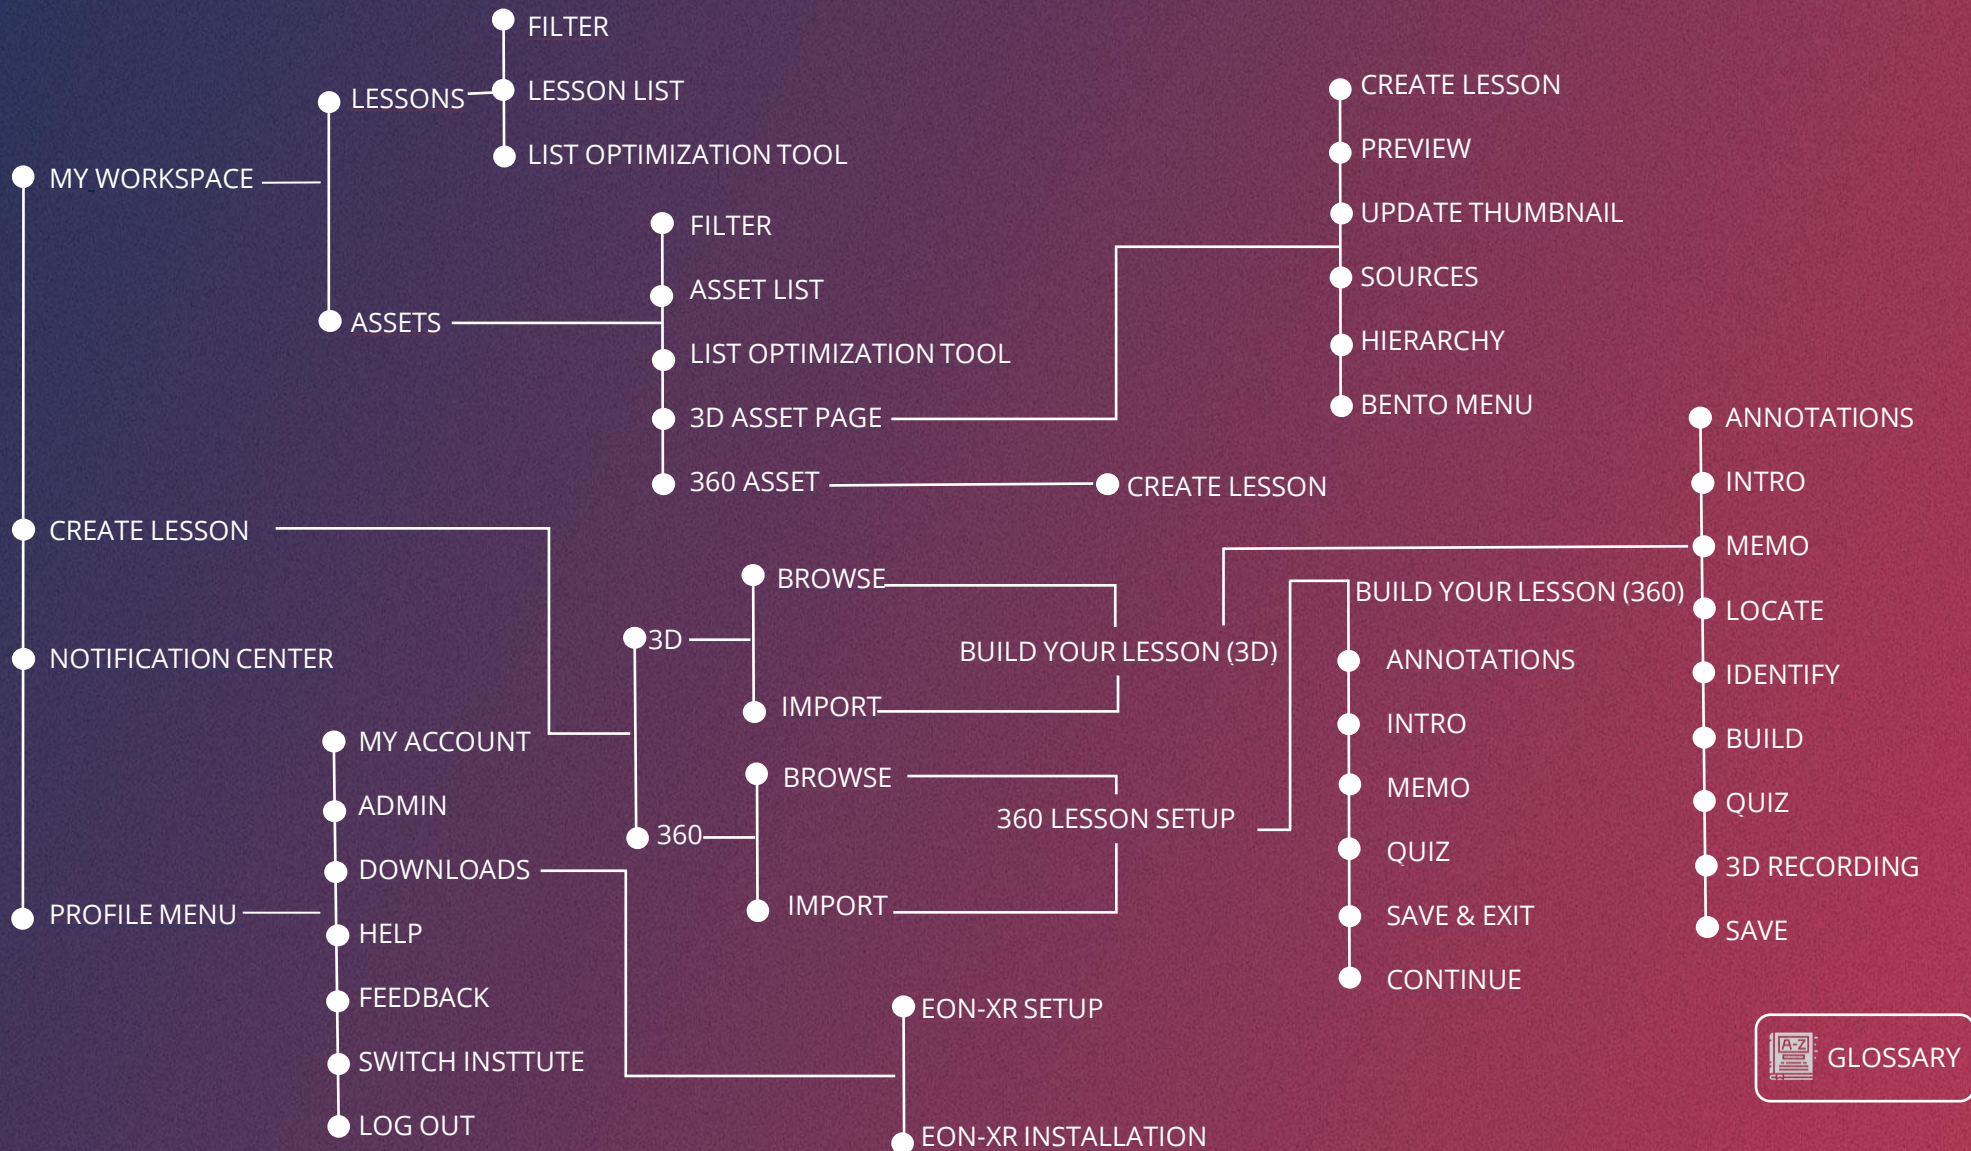 MY WORKSPACE
LESSONS
FILTER
LESSON LIST
LIST OPTIMIZATION TOOL
ASSETS
FILTER
ASSET LIST
LIST OPTIMIZATION TOOL
3D ASSET PAGE
CREATE LESSON
PREVIEW
UPDATE THUMBNAIL
SOURCES
HIERARCHY
BENTO MENU
360 ASSET
CREATE LESSON
CREATE LESSON
3D
BROWSE
IMPORT
BUILD YOUR LESSON (3D)
ANNOTATIONS
INTRO
MEMO
LOCATE
IDENTIFY
BUILD
QUIZ
3D RECORDING
SAVE
360
BROWSE
IMPORT
360 LESSON SETUP
BUILD YOUR LESSON (360)
ANNOTATIONS
INTRO
MEMO
QUIZ
SAVE & EXIT
CONTINUE
NOTIFICATION CENTER
PROFILE MENU
MY ACCOUNT
ADMIN
DOWNLOADS
EON-XR SETUP
EON-XR INSTALLATION
HELP
FEEDBACK
SWITCH INSTTUTE
LOG OUT
A-Z
GLOSSARY